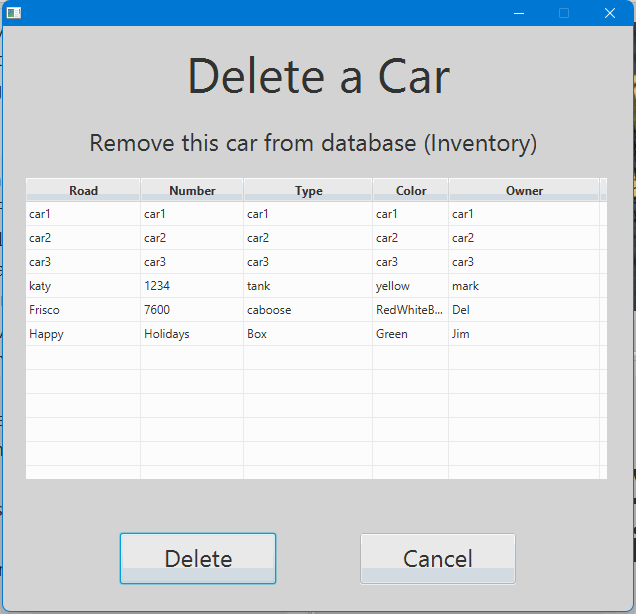 Delete a Car
Remove this car from database (Inventory)
Road Number Type Color Owner
car1 car1 car1 car1 car1
car2 car2 car2 car2 car2
car3 car3 car3 car3 car3
katy 1234 tank yellow mark
Frisco 7600 caboose RedWhiteB... Del
Happy Holidays Box Green Jim
Delete Cancel